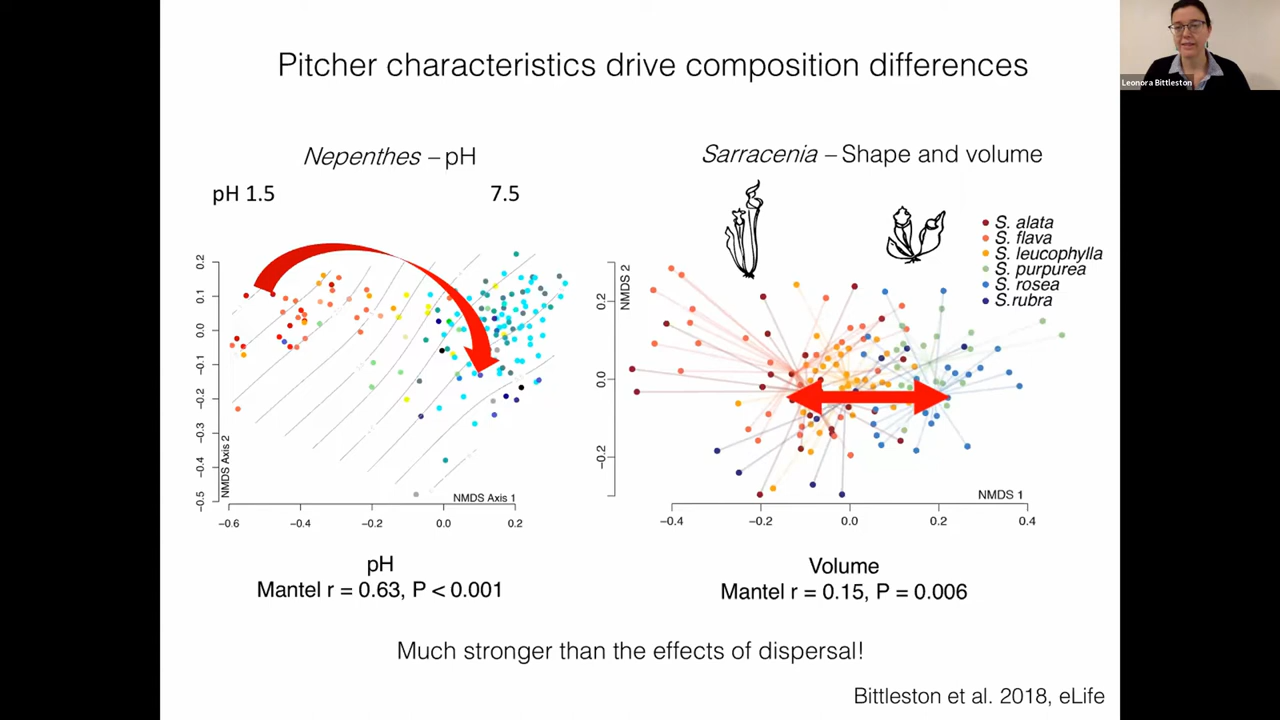 Pitcher characteristics drive composition differences
Leonora Bittleston
Nepenthes – pH
pH 1.5
7.5
0.2
0.1
0.0
-0.1
-0.2
-0.3
-0.4
-0.5
NMDS Axis 2
NMDS Axis 1
-0.6
-0.4
-0.2
0.0
0.2
pH
Mantel r = 0.63, P < 0.001
Sarracenia – Shape and volume
S. alata
S. flava
S. leucophylla
S. purpurea
S. rosea
S.rubra
NMDS 2
0.2
0.0
-0.2
NMDS 1
-0.4
-0.2
0.0
0.2
0.4
Volume
Mantel r = 0.15, P = 0.006
Much stronger than the effects of dispersal!
Bittleston et al. 2018, eLife